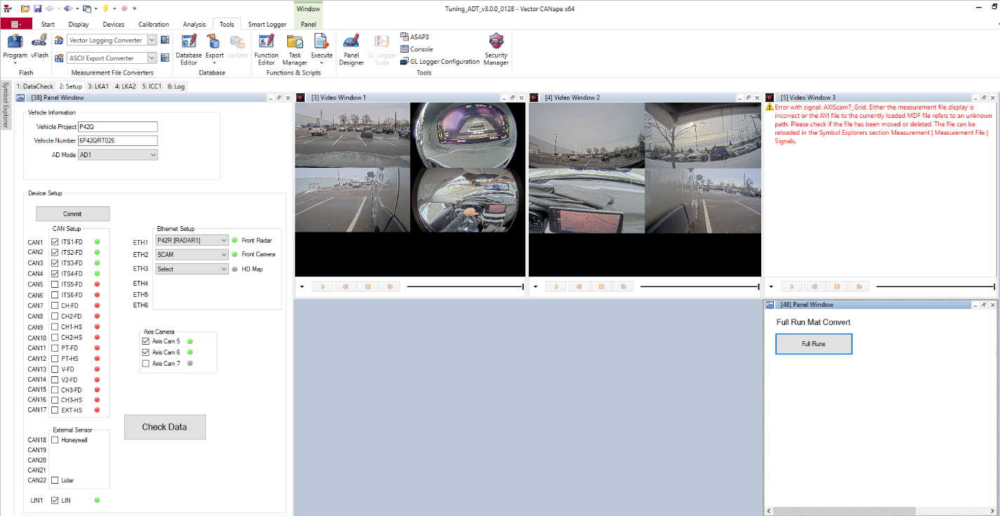 Window
Tuning_ADT_v3.0.0_0128 - Vector CANape x64
Start
Display
Devices
Calibration
Analysis
Tools
Smart Logger
Panel
Program
vFlash
Flash
Vector Logging Converter
ASCII Export Converter
Measurement File Converters
Database Editor
Export
Update
Database
Function Editor
Task Manager
Execute
Functions & Scripts
Panel Designer
GL Logger Suite
ASAP3
Console
GL Logger Configuration
Security Manager
Tools
Symbol Explorer
1: DataCheck
2: Setup
3: LKA1
4: LKA2
5: ICC1
6: Log
[38] Panel Window
Vehicle Infomation
Vehicle Project P42Q
Vehicle Number 6P42QRT026
AD Mode AD1
Device Setup
Commit
CAN Setup
CAN1 ITS1-FD
CAN2 ITS2-FD
CAN3 ITS3-FD
CAN4 ITS4-FD
CAN5 ITS5-FD
CAN6 ITS6-FD
CAN7 CH-FD
CAN8 CH2-FD
CAN9 CH1-HS
CAN10 CH2-HS
CAN11 PT-FD
CAN12 PT-HS
CAN13 V-FD
CAN14 V2-FD
CAN15 CH3-FD
CAN16 CH3-HS
CAN17 EXT-HS
External Sensor
CAN18 Honeywell
CAN19
CAN20
CAN21
CAN22 Lidar
LIN1 LIN
Ethernet Setup
ETH1 P42R [RADAR1] Front Radar
ETH2 SCAM Front Camera
ETH3 Select HD Map
ETH4
ETH5
ETH6
Axis Camera
Axis Cam 5
Axis Cam 6
Axis Cam 7
Check Data
[3] Video Window 1
[4] Video Window 2
[5] Video Window 3
Error with signal: AXIScam7_Grid. Either the measurement file display is
incorrect or the AVI file to the currently loaded MDF file refers to an unknown
path. Please check if the file has been moved or deleted. The file can be
reloaded in the Symbol Explorers section Measurement | Measurement File |
Signals.
[48] Panel Window
Full Run Mat Convert
Full Runs